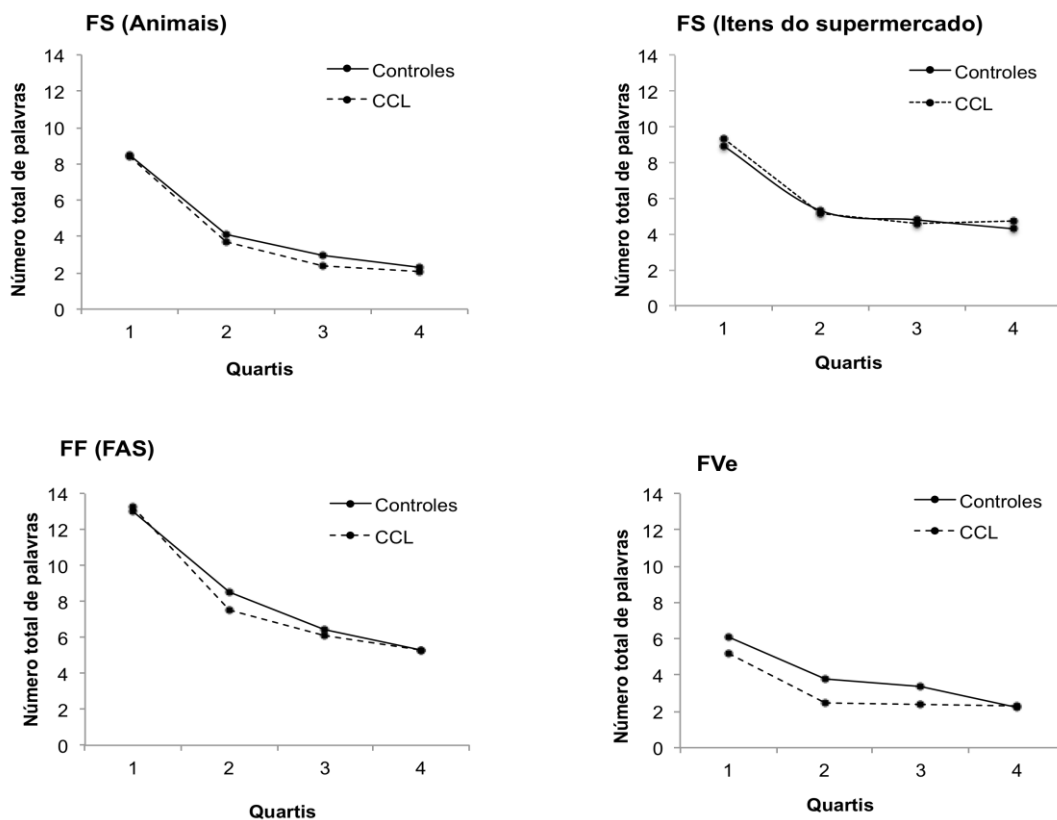 FS (Animais)
Número total de palavras
14
12
10
8
6
4
2
0
Controles
CCL
1 2 3 4
Quartis
FS (Itens do supermercado)
Número total de palavras
14
12
10
8
6
4
2
0
Controles
CCL
1 2 3 4
Quartis
FF (FAS)
Número total de palavras
14
12
10
8
6
4
2
0
Controles
CCL
1 2 3 4
Quartis
FVe
Número total de palavras
14
12
10
8
6
4
2
0
Controles
CCL
1 2 3 4
Quartis